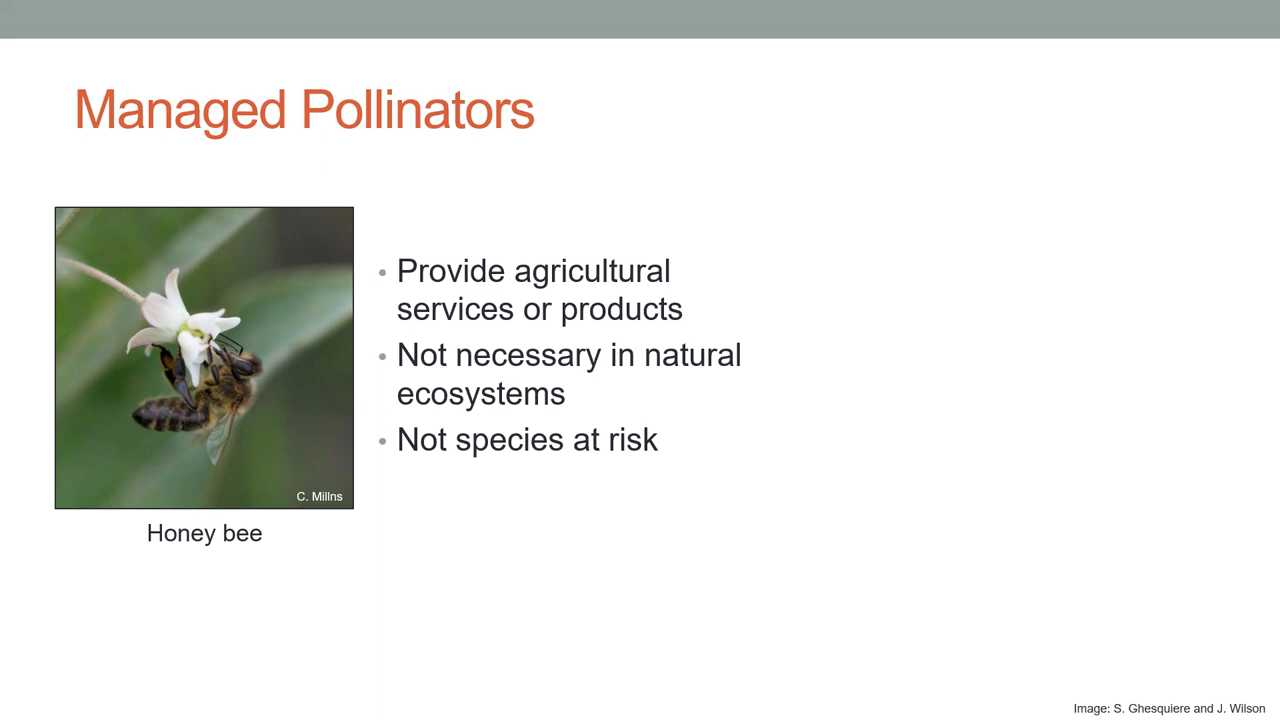 Managed Pollinators
• Provide agricultural
services or products
• Not necessary in natural
ecosystems
• Not species at risk
C. Millns
Honey bee
Image: S. Ghesquiere and J. Wilson